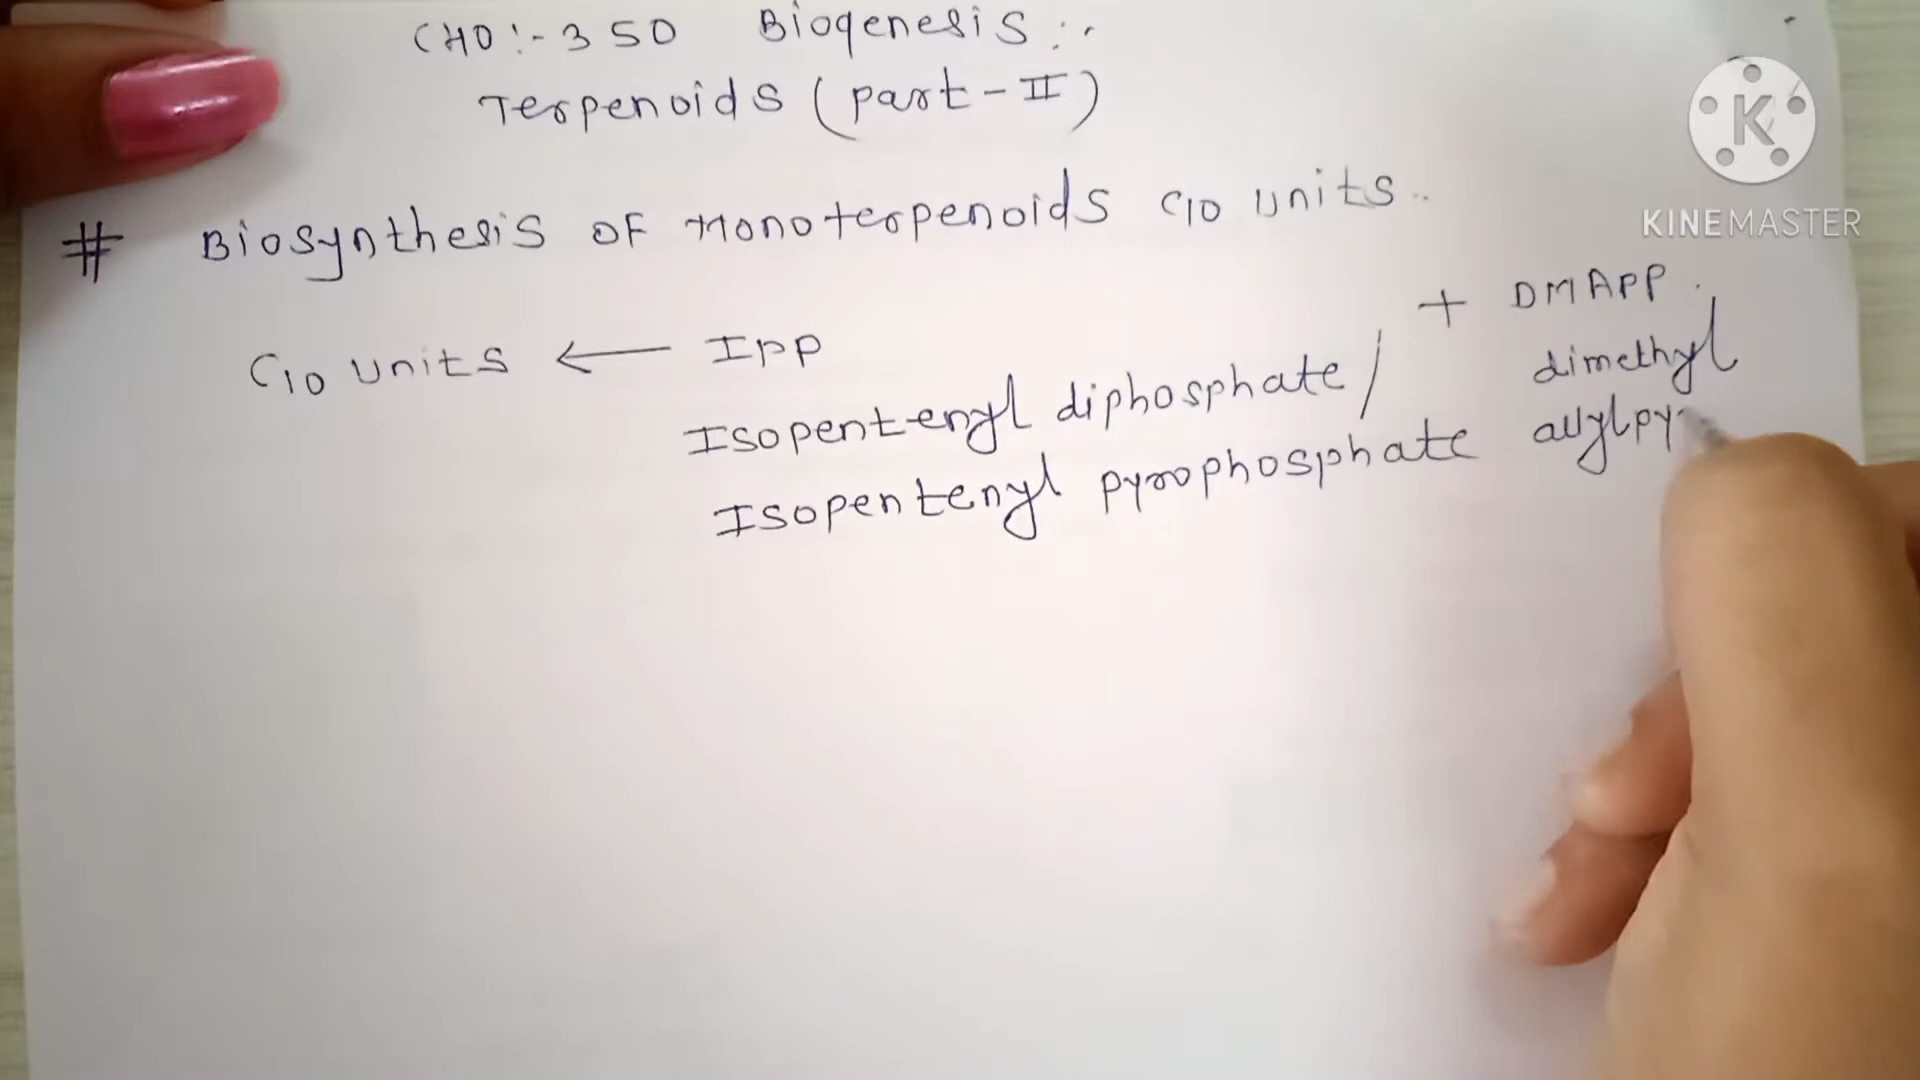 CHO:-350 Biogenesis:-
Terpenoids (part-II)
# Biosynthesis of Monoterpenoids C10 units..
C10 units ← IPP + DMAPP.
Isopentenyl diphosphate/ dimethyl
Isopentenyl pyrophosphate allylpy
K
KINEMASTER